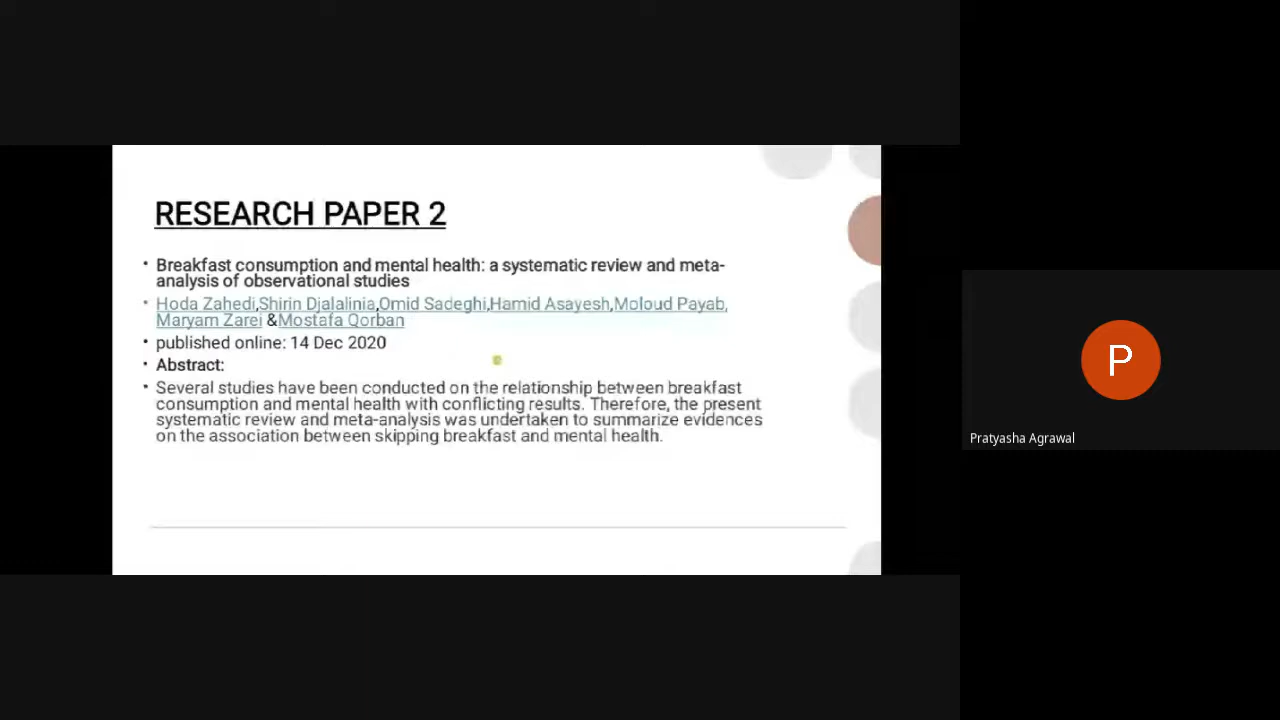 RESEARCH PAPER 2
• Breakfast consumption and mental health: a systematic review and meta-
analysis of observational studies
• Hoda Zahedi,Shirin Djalalinia,Omid Sadeghi,Hamid Asayesh,Moloud Payab,
Maryam Zarei &Mostafa Qorban
• published online: 14 Dec 2020
• Abstract:
• Several studies have been conducted on the relationship between breakfast
consumption and mental health with conflicting results. Therefore, the present
systematic review and meta-analysis was undertaken to summarize evidences
on the association between skipping breakfast and mental health.
P
Pratyasha Agrawal